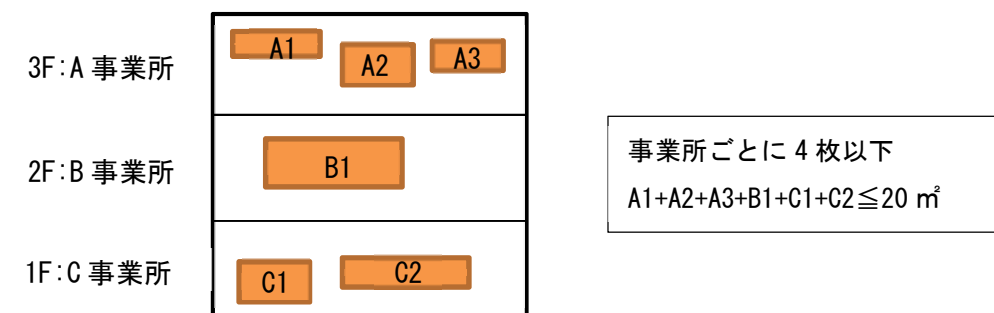 3F:A 事業所
A1
A2
A3
2F:B 事業所
B1
事業所ごとに 4 枚以下
A1+A2+A3+B1+C1+C2≦20 ㎡
1F:C 事業所
C1
C2